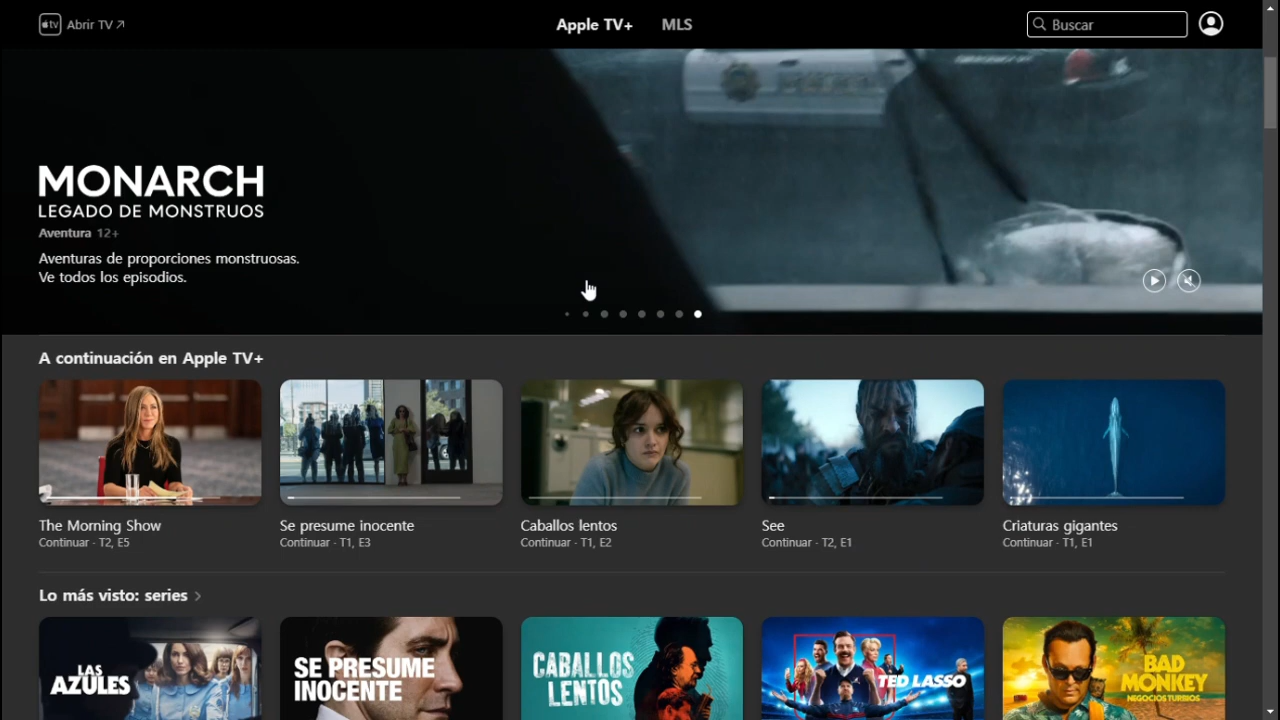 tv Abrir TV ↗
Apple TV+
MLS
Buscar
MONARCH
LEGADO DE MONSTRUOS
Aventura 12+
Aventuras de proporciones monstruosas.
Ve todos los episodios.
A continuación en Apple TV+
The Morning Show
Continuar · T2, E5
Se presume inocente
Continuar · T1, E3
Caballos lentos
Continuar · T1, E2
See
Continuar · T2, E1
Criaturas gigantes
Continuar · T1, E1
Lo más visto: series >
LAS
AZULES
SE PRESUME
INOCENTE
CABALLOS
LENTOS
TED LASSO
BAD
MONKEY
NEGOCIOS TURBIOS